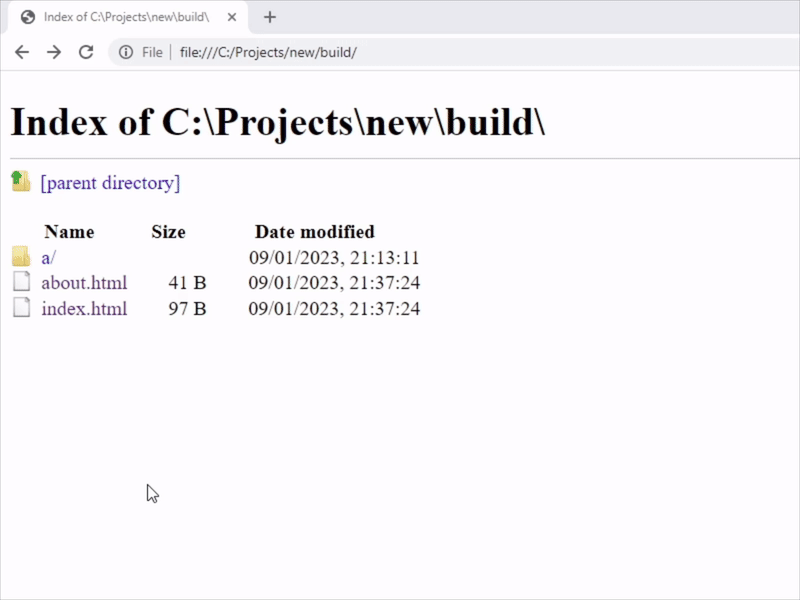 Index of C:\Projects\new\build\
File | file:///C:/Projects/new/build/
Index of C:\Projects\new\build\
[parent directory]
Name Size Date modified
a/ 09/01/2023, 21:13:11
about.html 41 B 09/01/2023, 21:37:24
index.html 97 B 09/01/2023, 21:37:24